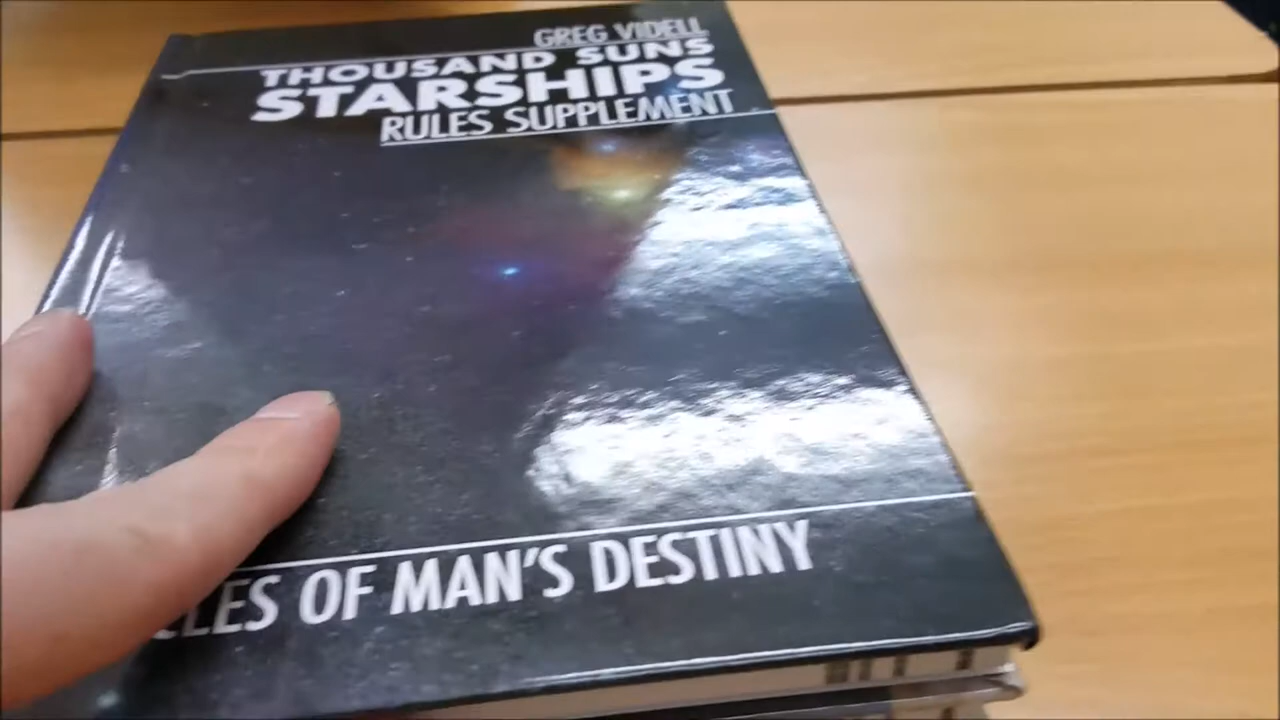 GREG VIDELL
THOUSAND SUNS
STARSHIPS
RULES SUPPLEMENT
OF MAN'S DESTINY